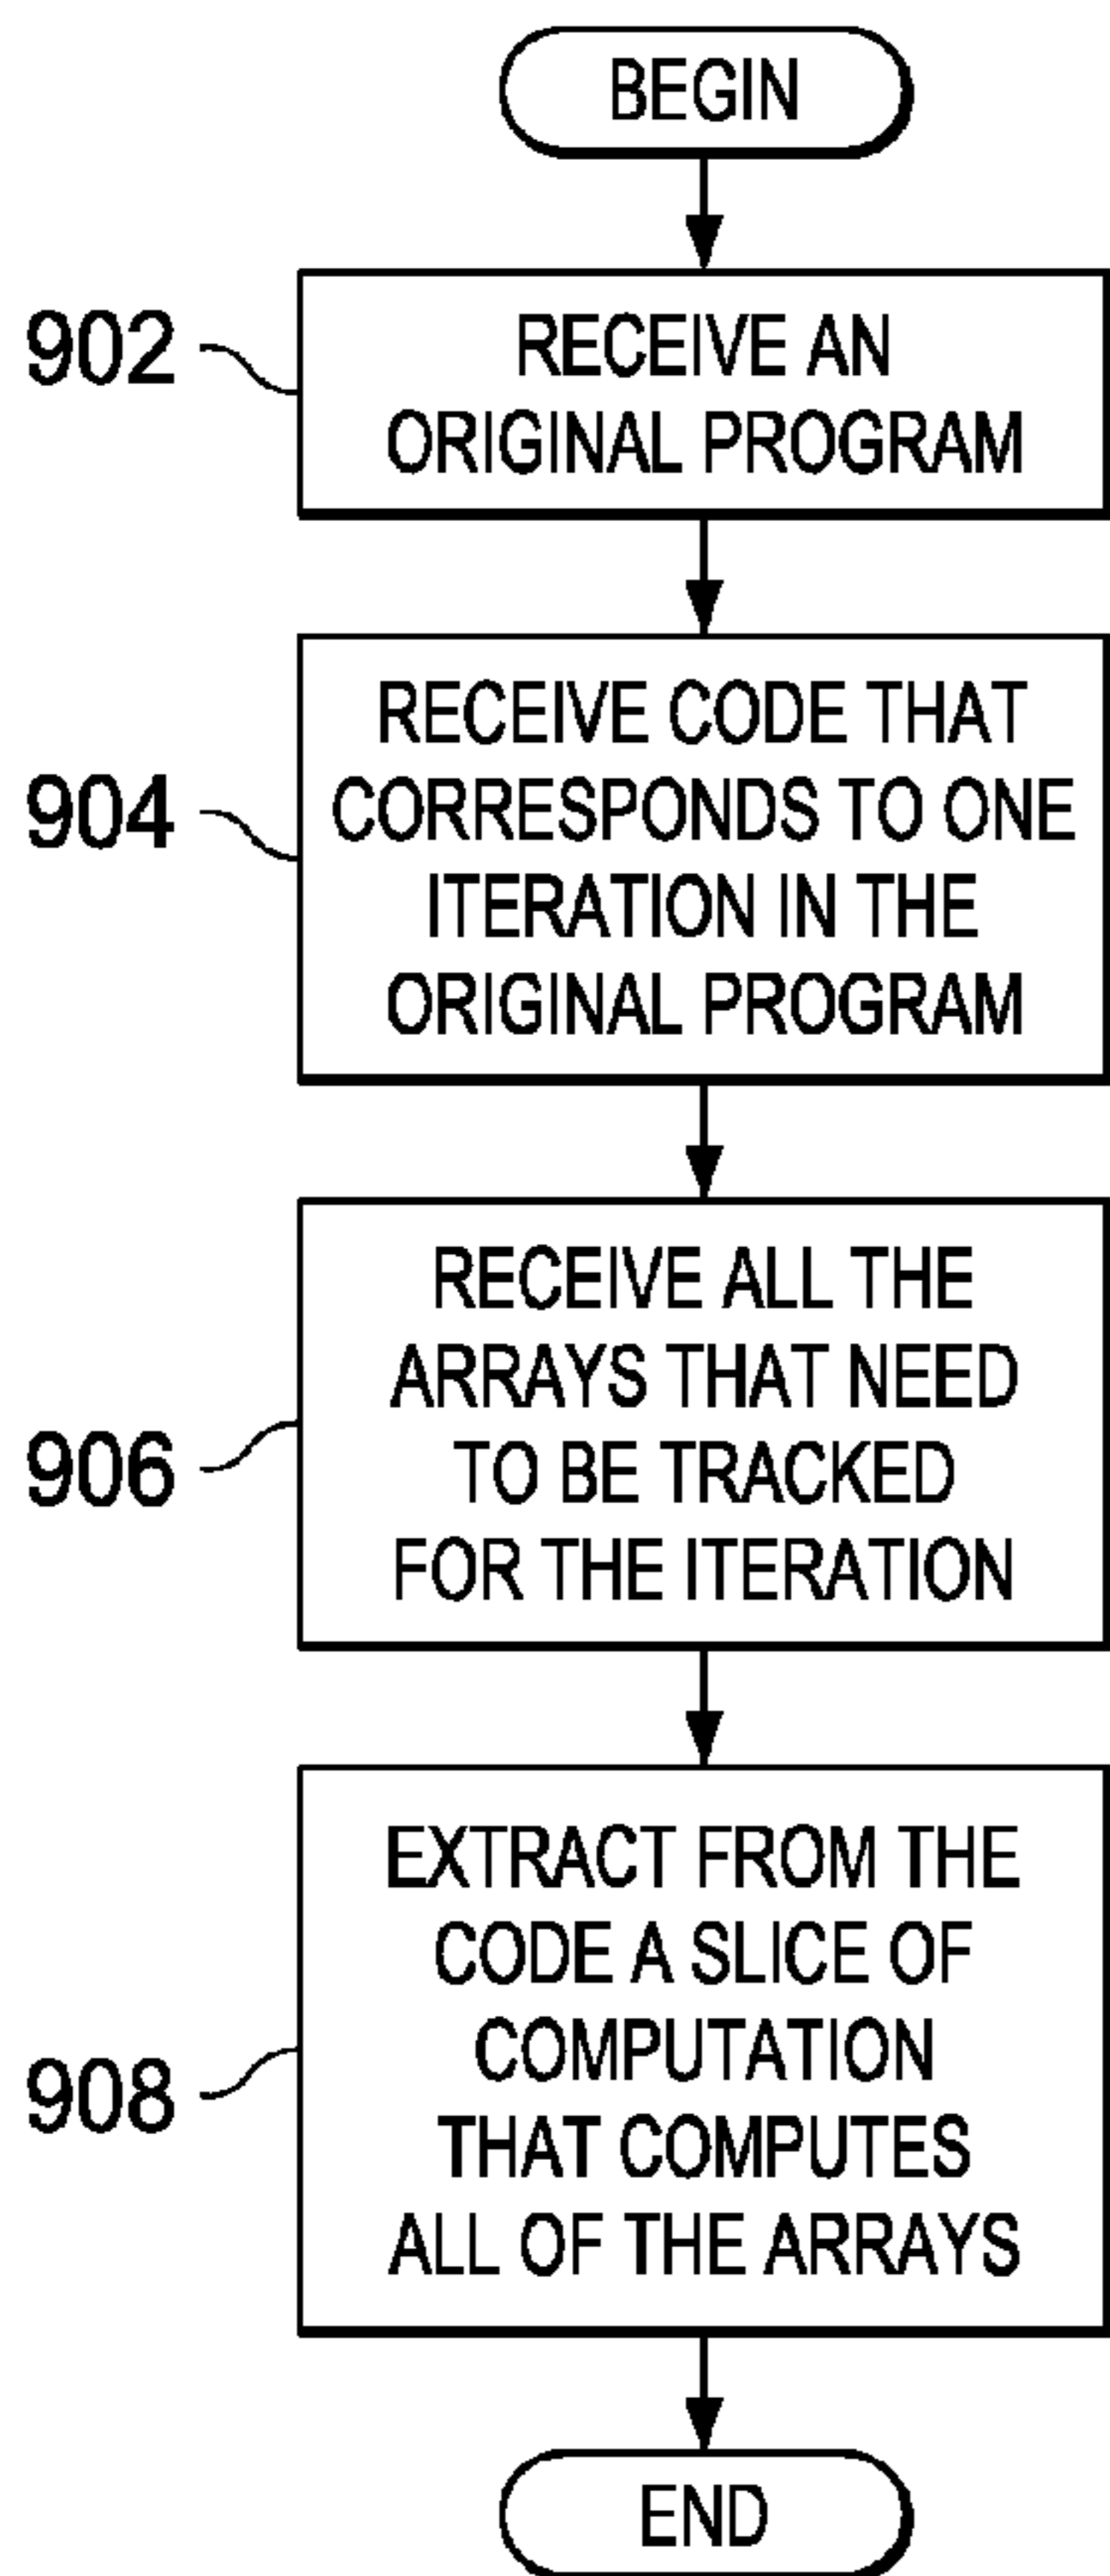 BEGIN
902
RECEIVE AN
ORIGINAL PROGRAM
904
RECEIVE CODE THAT
CORRESPONDS TO ONE
ITERATION IN THE
ORIGINAL PROGRAM
906
RECEIVE ALL THE
ARRAYS THAT NEED
TO BE TRACKED
FOR THE ITERATION
908
EXTRACT FROM THE
CODE A SLICE OF
COMPUTATION
THAT COMPUTES
ALL OF THE ARRAYS
END